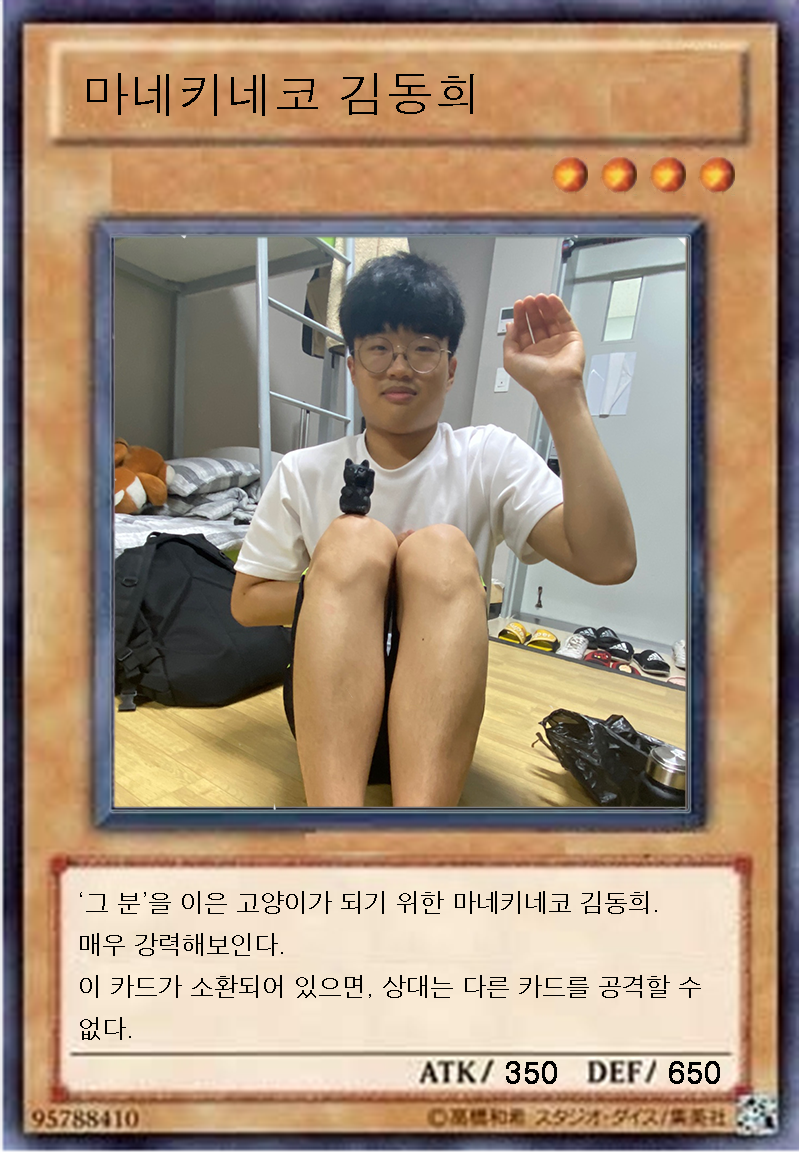 마네키네코 김동희
‘그 분’을 이은 고양이가 되기 위한 마네키네코 김동희.
매우 강력해보인다.
이 카드가 소환되어 있으면, 상대는 다른 카드를 공격할 수
없다.
ATK/ 350 DEF/ 650
95788410 ©高橋和希 スタジオ・ダイス/集英社